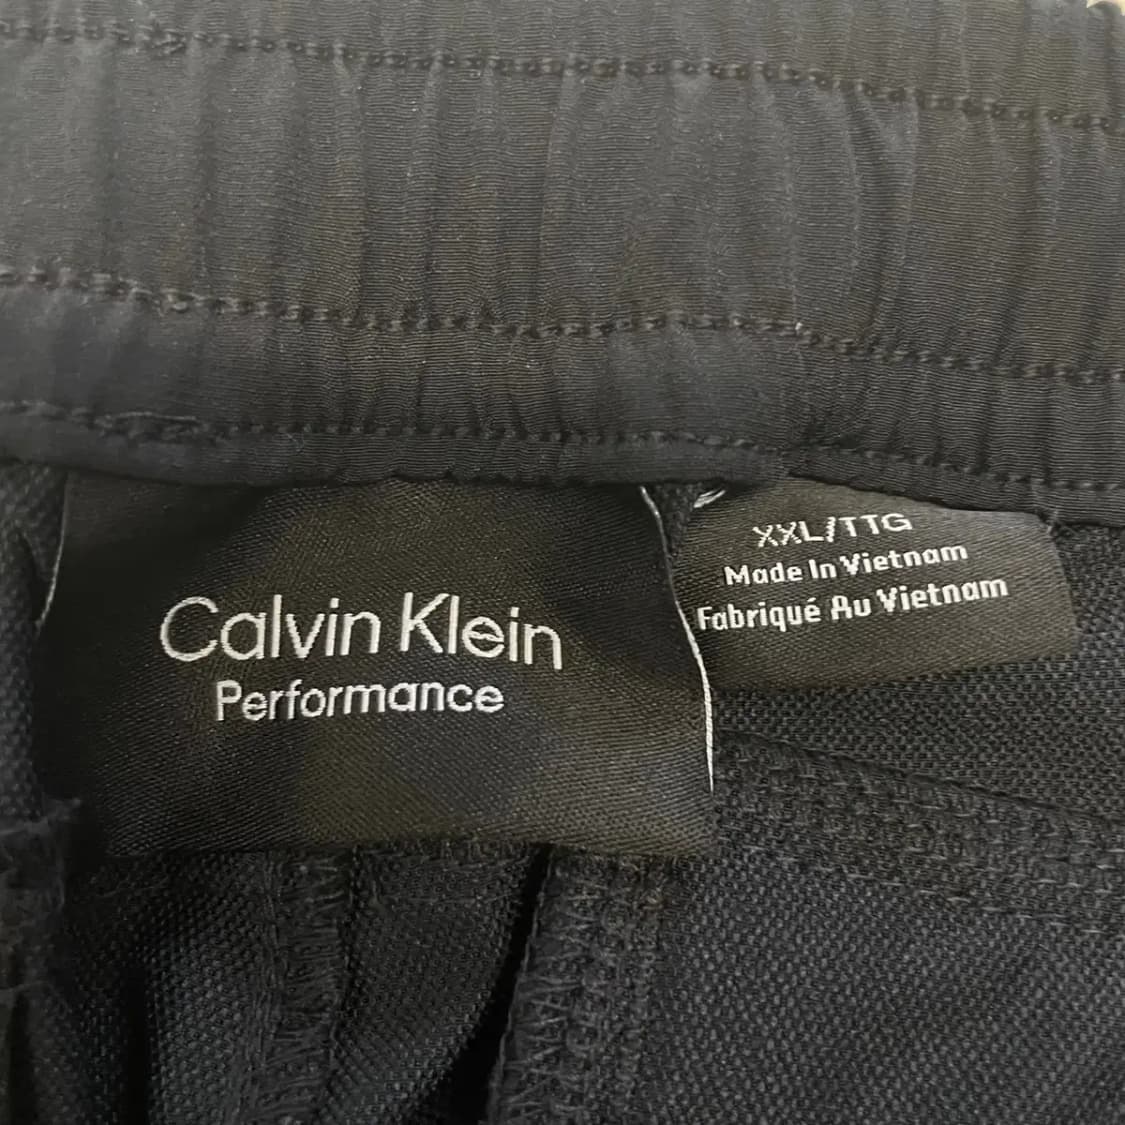 Calvin Klein
Performance
XXL/TTG
Made In Vietnam
Fabriqué Au Vietnam